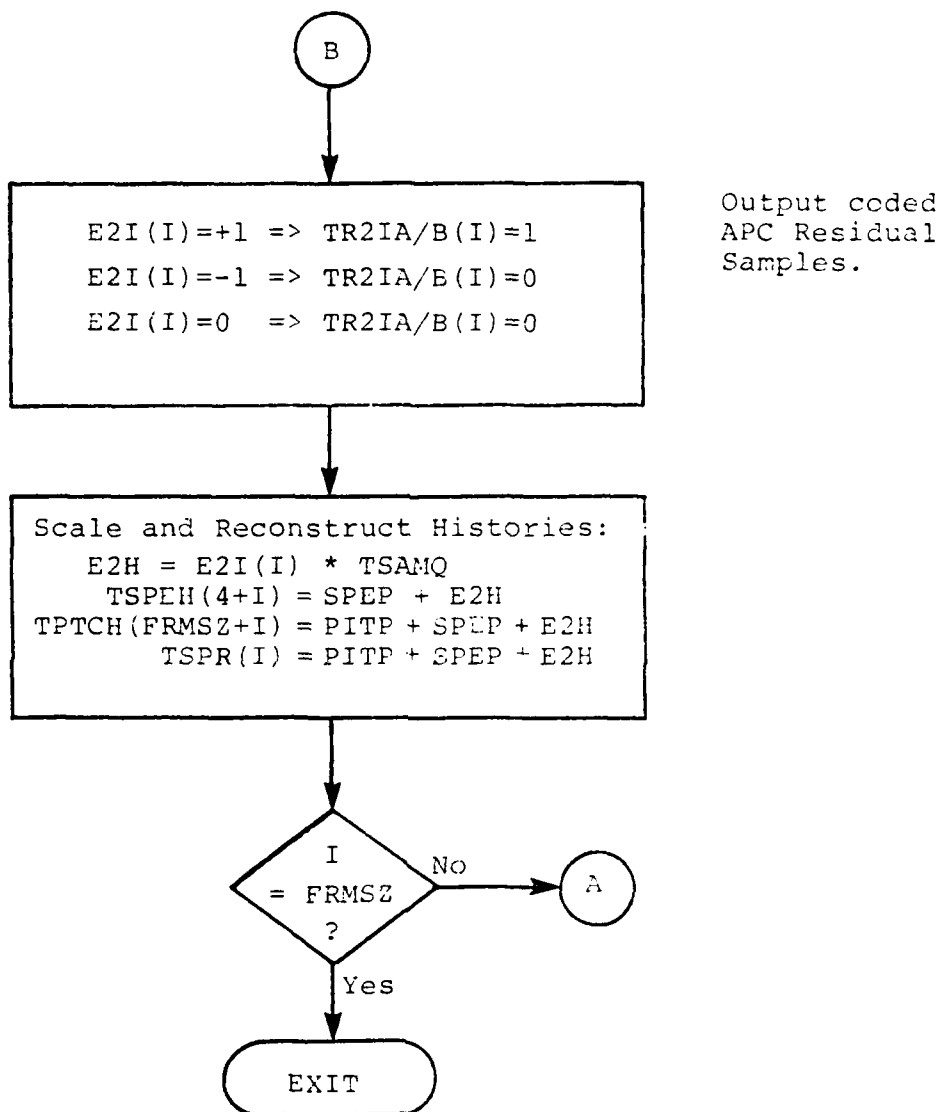 B
E2I(I)=+1 => TR2IA/B(I)=1
E2I(I)=-1 => TR2IA/B(I)=0
E2I(I)=0 => TR2IA/B(I)=0
Output coded
APC Residual
Samples.
Scale and Reconstruct Histories:
E2H = E2I(I) * TSAMQ
TSPEH(4+I) = SPEP + E2H
TPTCH(FRMSZ+I) = PITP + SPEP + E2H
TSPR(I) = PITP + SPEP + E2H
I
= FRMSZ
?
No
A
Yes
EXIT